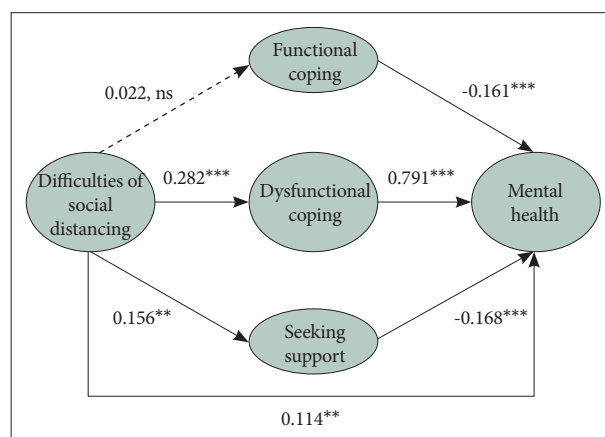 Functional
coping
0.022, ns
-0.161***
Difficulties of
social
distancing
0.282***
Dysfunctional
coping
0.791***
Mental
health
0.156**
Seeking
support
-0.168***
0.114**